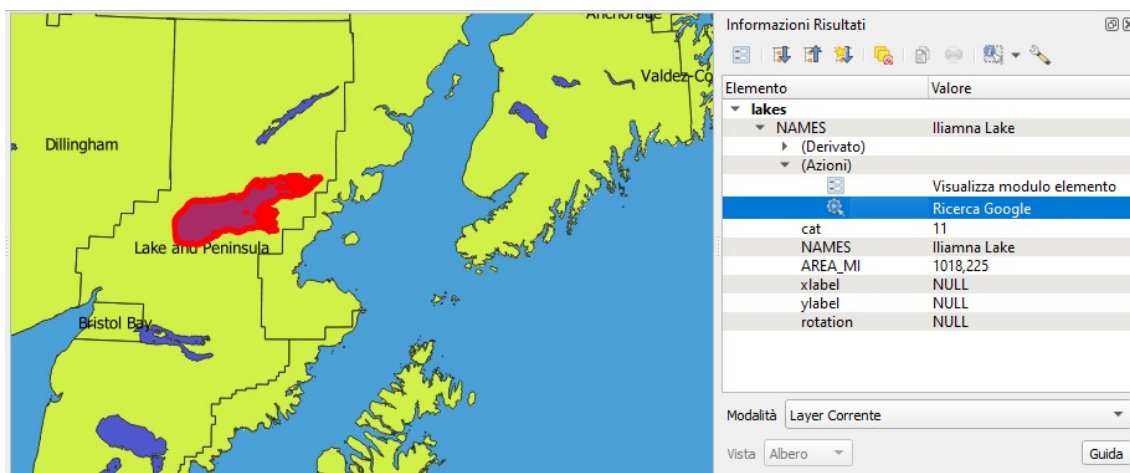 Anchorage
Valdez-Co
Dillingham
Lake and Peninsula
Bristol Bay
Informazioni Risultati
Elemento Valore
lakes
NAMES Iliamna Lake
(Derivato)
(Azioni)
Visualizza modulo elemento
Ricerca Google
cat 11
NAMES Iliamna Lake
AREA_MI 1018,225
xlabel NULL
ylabel NULL
rotation NULL
Modalità Layer Corrente
Vista Albero Guida